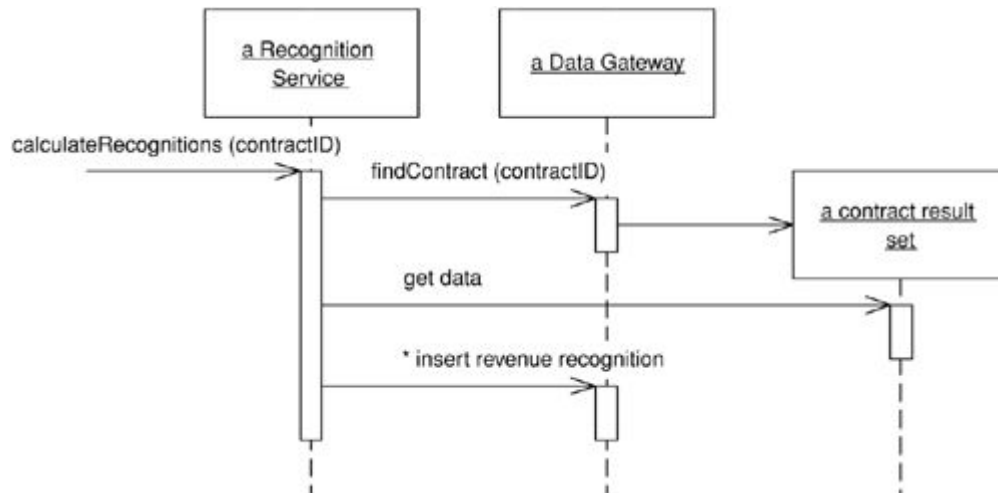 a Recognition
Service
a Data Gateway
calculateRecognitions (contractID)
findContract (contractID)
a contract result
set
get data
* insert revenue recognition